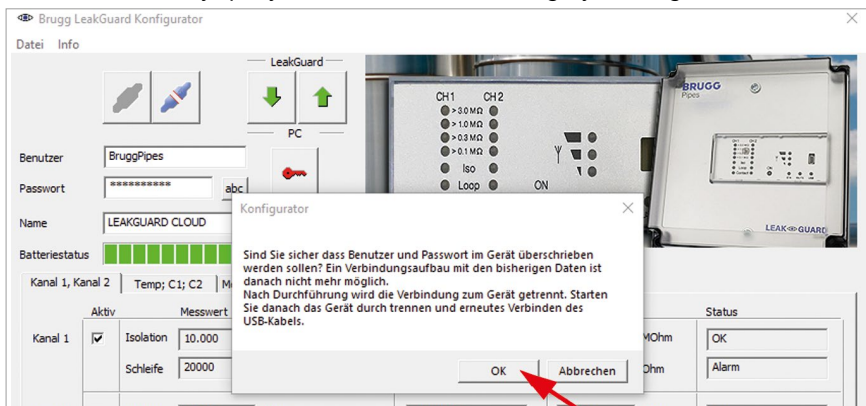 Brugg LeakGuard Konfigurator
Datei Info
LeakGuard
PC
Benutzer BruggPipes
Passwort ********** abc
Name LEAKGUARD CLOUD
Batteriestatus
CH1 CH2
>3.0 MΩ
>1.0 MΩ
>0.3 MΩ
>0.1 MΩ
Iso
Loop ON
BRUGG
Pipes
LEAK GUARD
Konfigurator
Sind Sie sicher dass Benutzer und Passwort im Gerät überschrieben
werden sollen? Ein Verbindungsaufbau mit den bisherigen Daten ist
danach nicht mehr möglich.
Nach Durchführung wird die Verbindung zum Gerät getrennt. Starten
Sie danach das Gerät durch trennen und erneutes Verbinden des
USB-Kabels.
OK Abbrechen
Kanal 1, Kanal 2 Temp; C1; C2
Aktiv Messwert Status
Kanal 1 Isolation 10.000 MOhm OK
Schleife 20000 Ohm Alarm